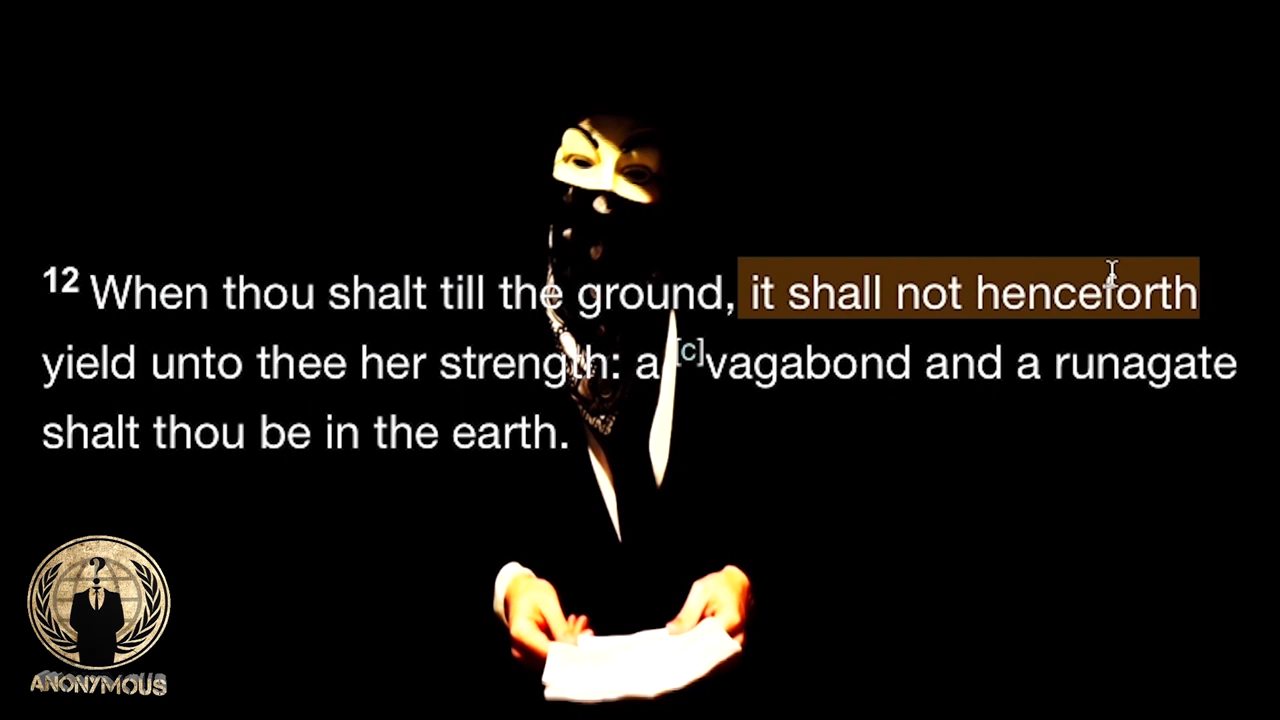 12 When thou shalt till the ground, it shall not henceforth
yield unto thee her strength: a [c]vagabond and a runagate
shalt thou be in the earth.
?
ANONYMOUS